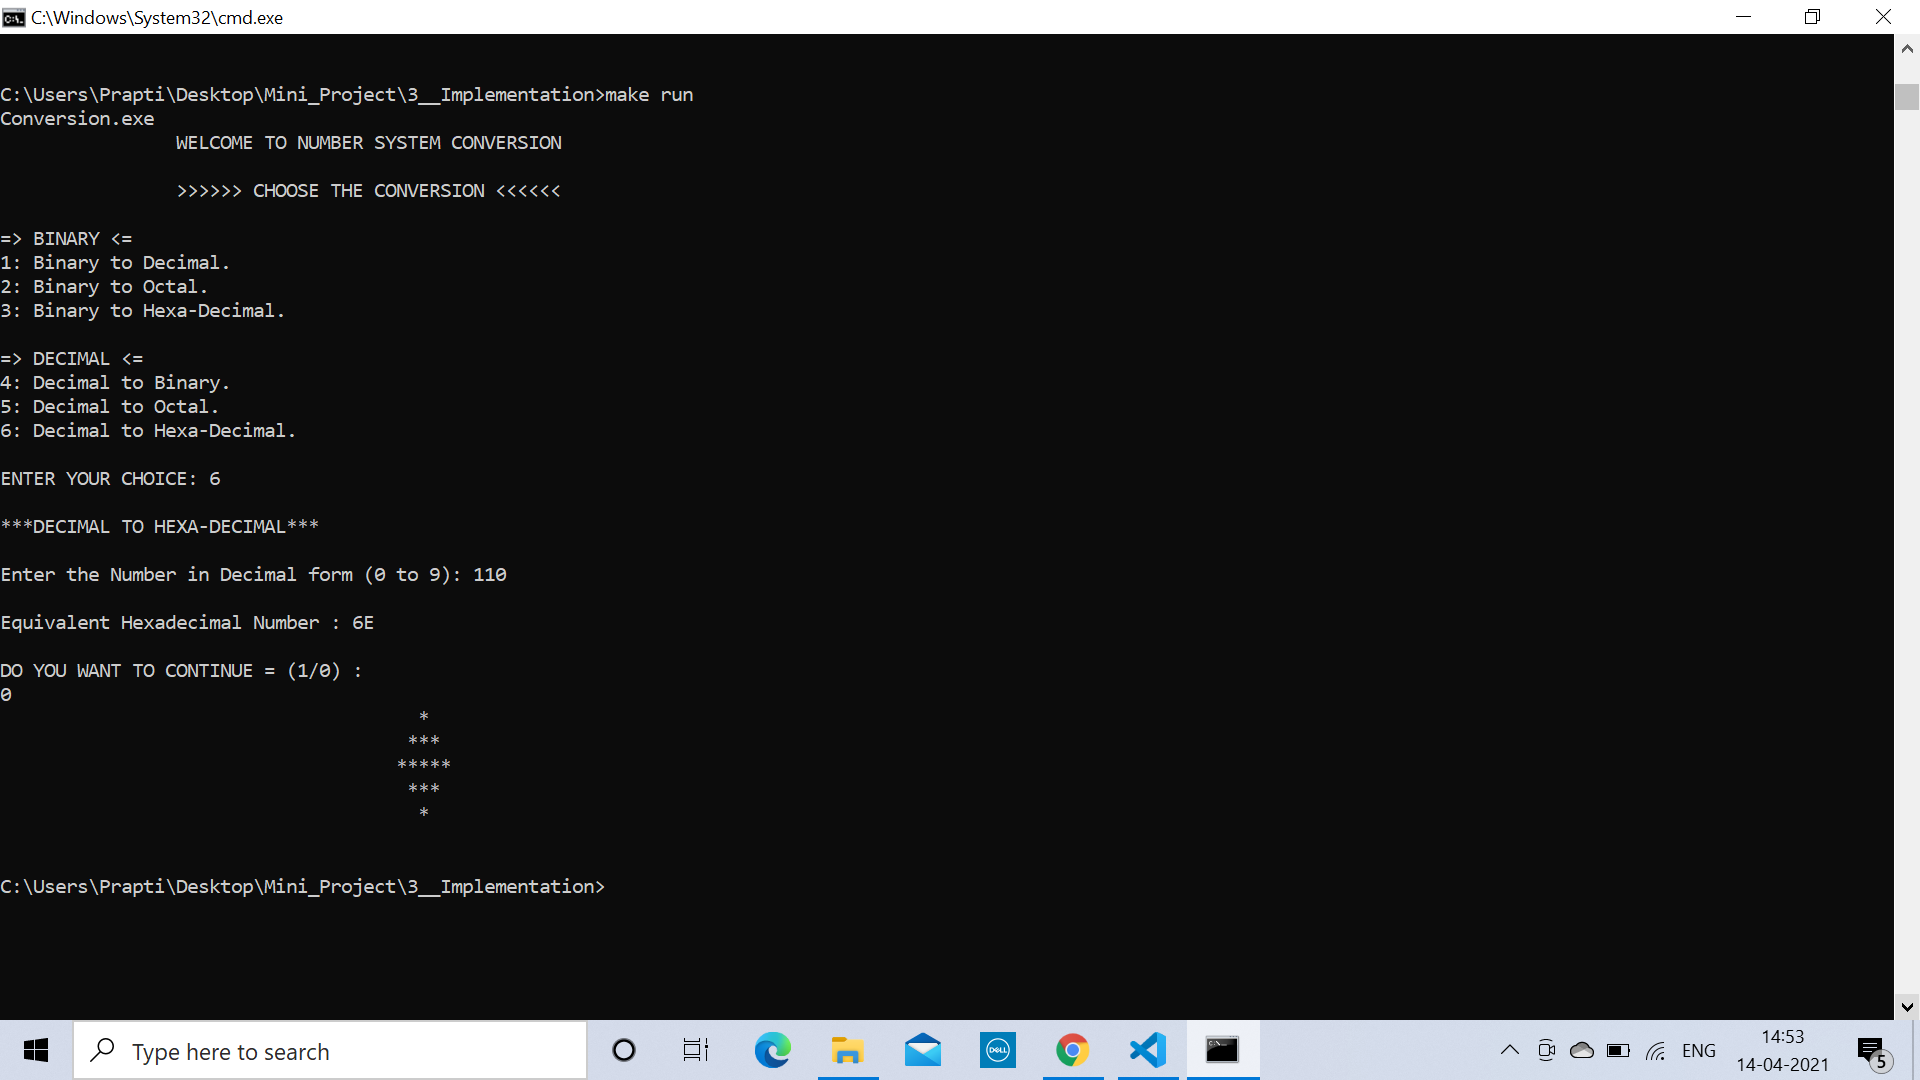 C:\Windows\System32\cmd.exe
C:\Users\Prapti\Desktop\Mini_Project\3__Implementation>make run
Conversion.exe
WELCOME TO NUMBER SYSTEM CONVERSION
>>>>>> CHOOSE THE CONVERSION <<<<<<
=> BINARY <=
1: Binary to Decimal.
2: Binary to Octal.
3: Binary to Hexa-Decimal.
=> DECIMAL <=
4: Decimal to Binary.
5: Decimal to Octal.
6: Decimal to Hexa-Decimal.
ENTER YOUR CHOICE: 6
***DECIMAL TO HEXA-DECIMAL***
Enter the Number in Decimal form (0 to 9): 110
Equivalent Hexadecimal Number : 6E
DO YOU WANT TO CONTINUE = (1/0) :
0
*
***
*****
***
*
C:\Users\Prapti\Desktop\Mini_Project\3__Implementation>
Type here to search
DELL
ENG
14:53
14-04-2021
5